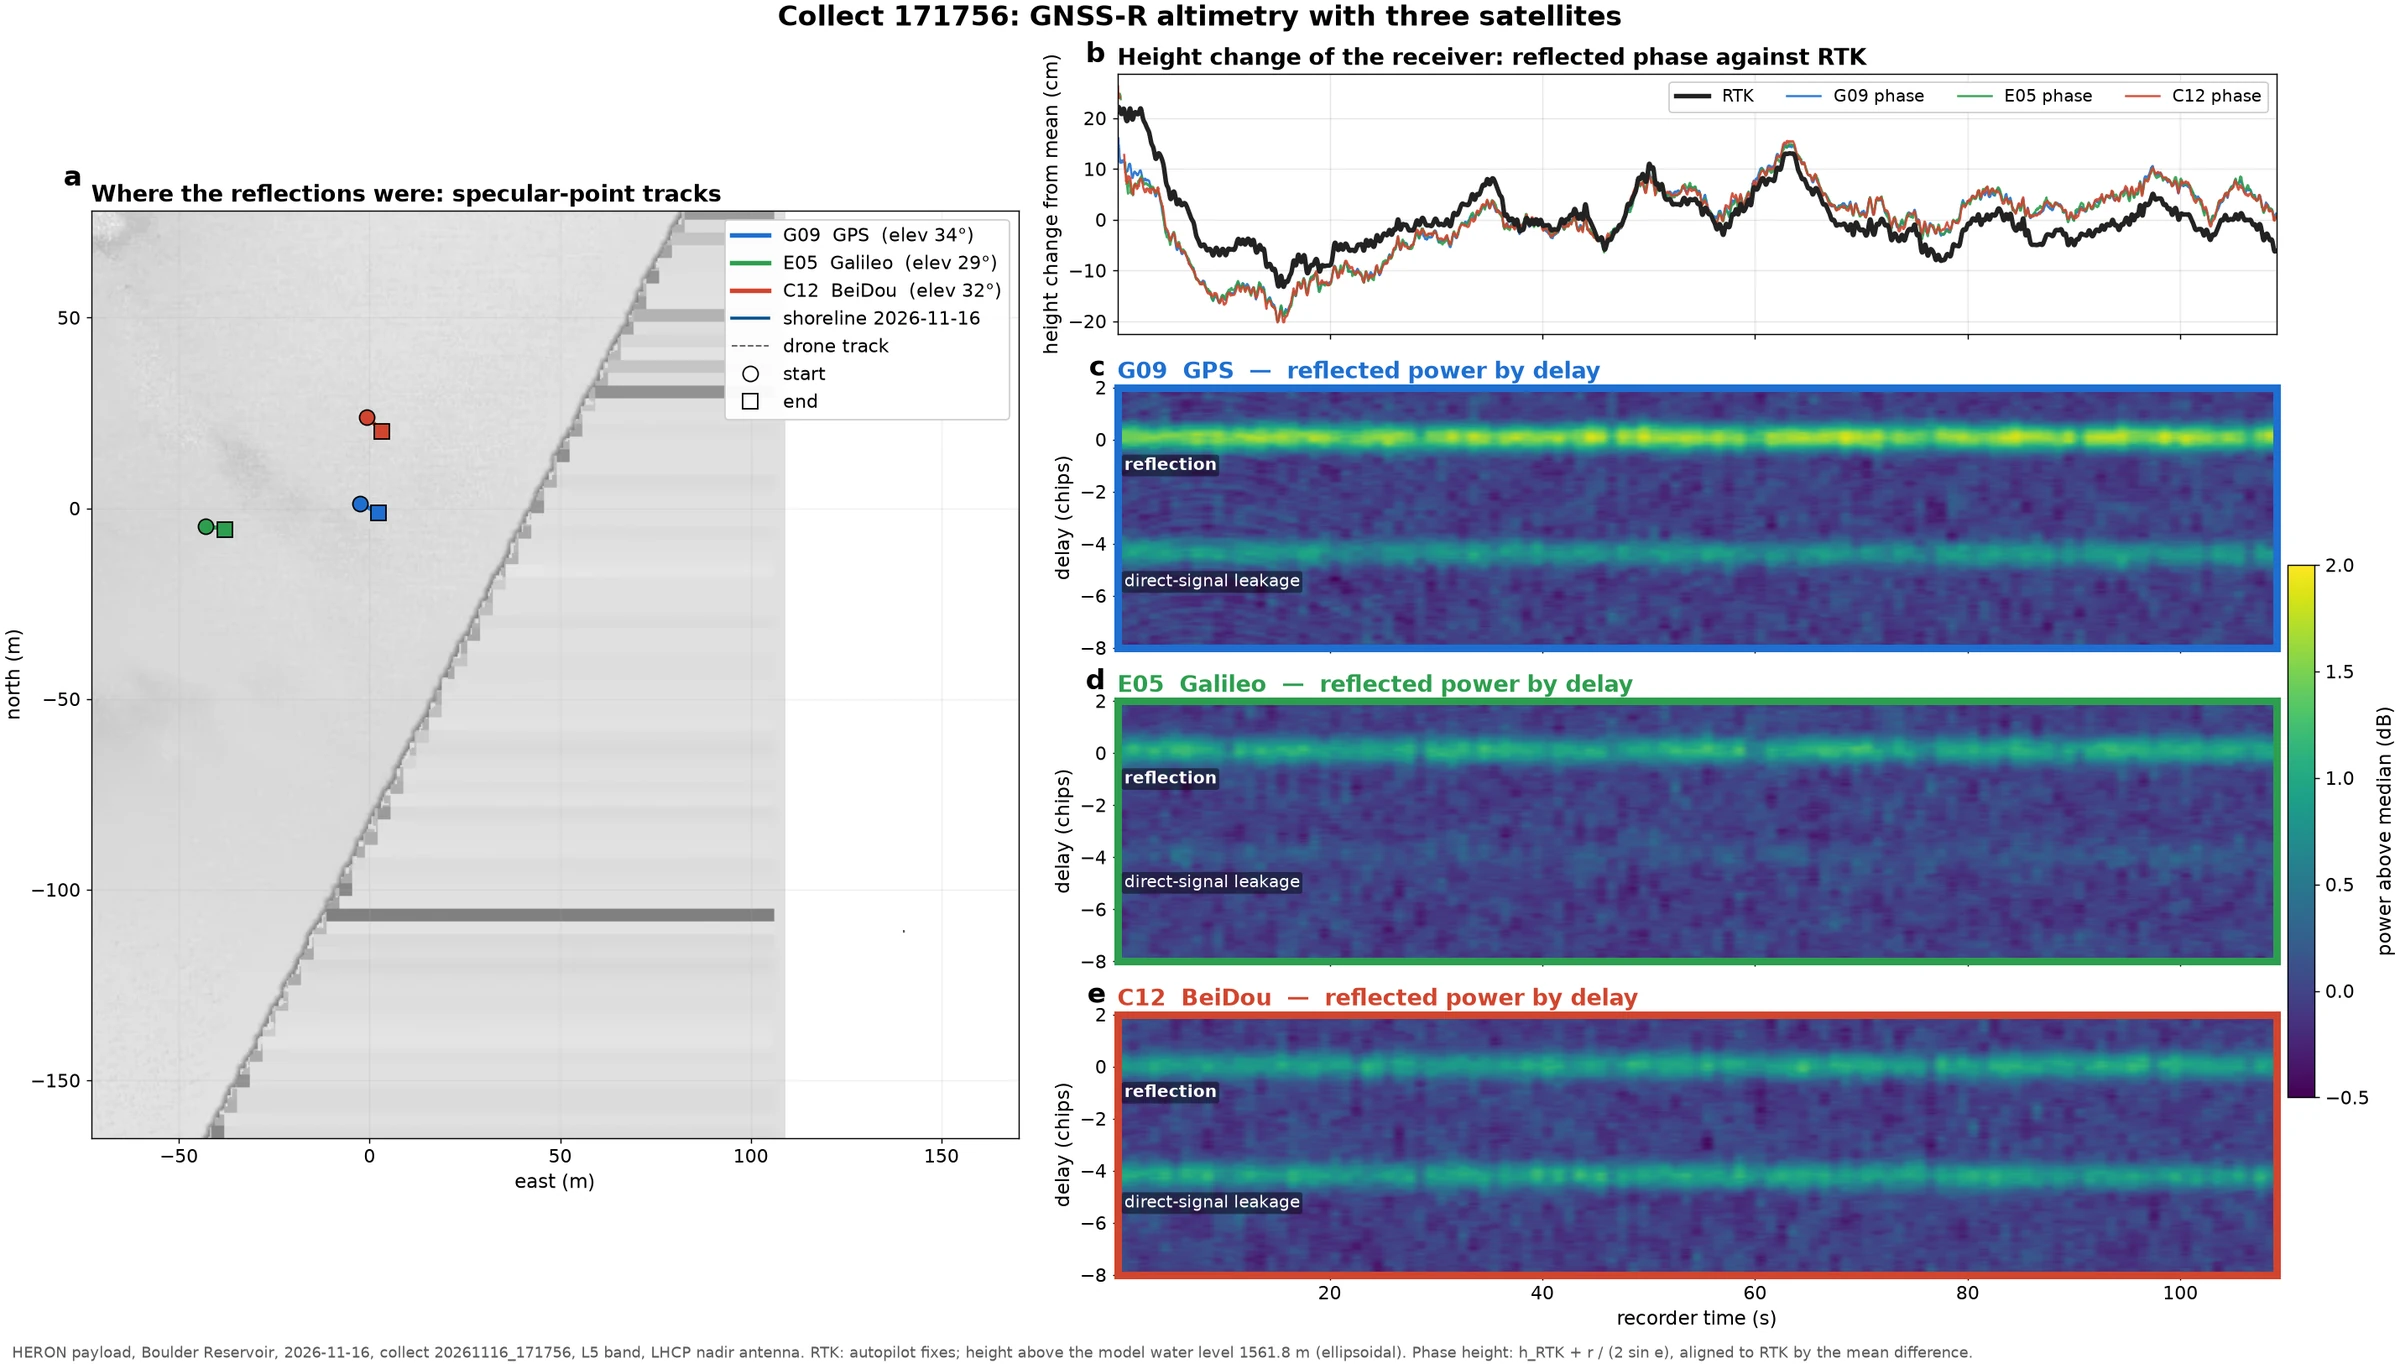 Collect 171756: GNSS-R altimetry with three satellites
a
Where the reflections were: specular-point tracks
G09 GPS (elev 34°)
E05 Galileo (elev 29°)
C12 BeiDou (elev 32°)
shoreline 2026-11-16
drone track
start
end
50
0
−50
−100
−150
north (m)
−50
0
50
100
150
east (m)
b
Height change of the receiver: reflected phase against RTK
RTK
G09 phase
E05 phase
C12 phase
20
10
0
−10
−20
height change from mean (cm)
c
G09 GPS — reflected power by delay
2
0
−2
−4
−6
−8
delay (chips)
reflection
direct-signal leakage
d
E05 Galileo — reflected power by delay
2
0
−2
−4
−6
−8
delay (chips)
reflection
direct-signal leakage
e
C12 BeiDou — reflected power by delay
2
0
−2
−4
−6
−8
delay (chips)
reflection
direct-signal leakage
20
40
60
80
100
recorder time (s)
2.0
1.5
1.0
0.5
0.0
−0.5
power above median (dB)
HERON payload, Boulder Reservoir, 2026-11-16, collect 20261116_171756, L5 band, LHCP nadir antenna. RTK: autopilot fixes; height above the model water level 1561.8 m (ellipsoidal). Phase height: h_RTK + r / (2 sin e), aligned to RTK by the mean difference.